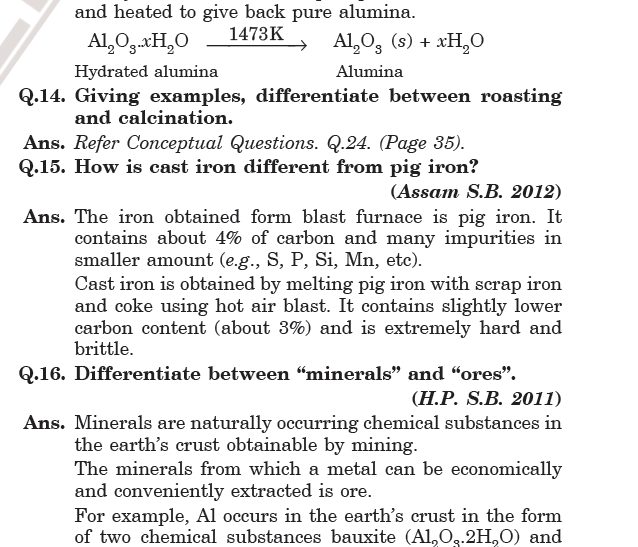 and heated to give back pure alumina.
Al₂O₃.xH₂O 1473K→ Al₂O₃ (s) + xH₂O
Hydrated alumina Alumina
Q.14. Giving examples, differentiate between roasting
and calcination.
Ans. Refer Conceptual Questions. Q.24. (Page 35).
Q.15. How is cast iron different from pig iron?
(Assam S.B. 2012)
Ans. The iron obtained form blast furnace is pig iron. It
contains about 4% of carbon and many impurities in
smaller amount (e.g., S, P, Si, Mn, etc).
Cast iron is obtained by melting pig iron with scrap iron
and coke using hot air blast. It contains slightly lower
carbon content (about 3%) and is extremely hard and
brittle.
Q.16. Differentiate between “minerals” and “ores”.
(H.P. S.B. 2011)
Ans. Minerals are naturally occurring chemical substances in
the earth’s crust obtainable by mining.
The minerals from which a metal can be economically
and conveniently extracted is ore.
For example, Al occurs in the earth’s crust in the form
of two chemical substances bauxite (Al₂O₃.2H₂O) and